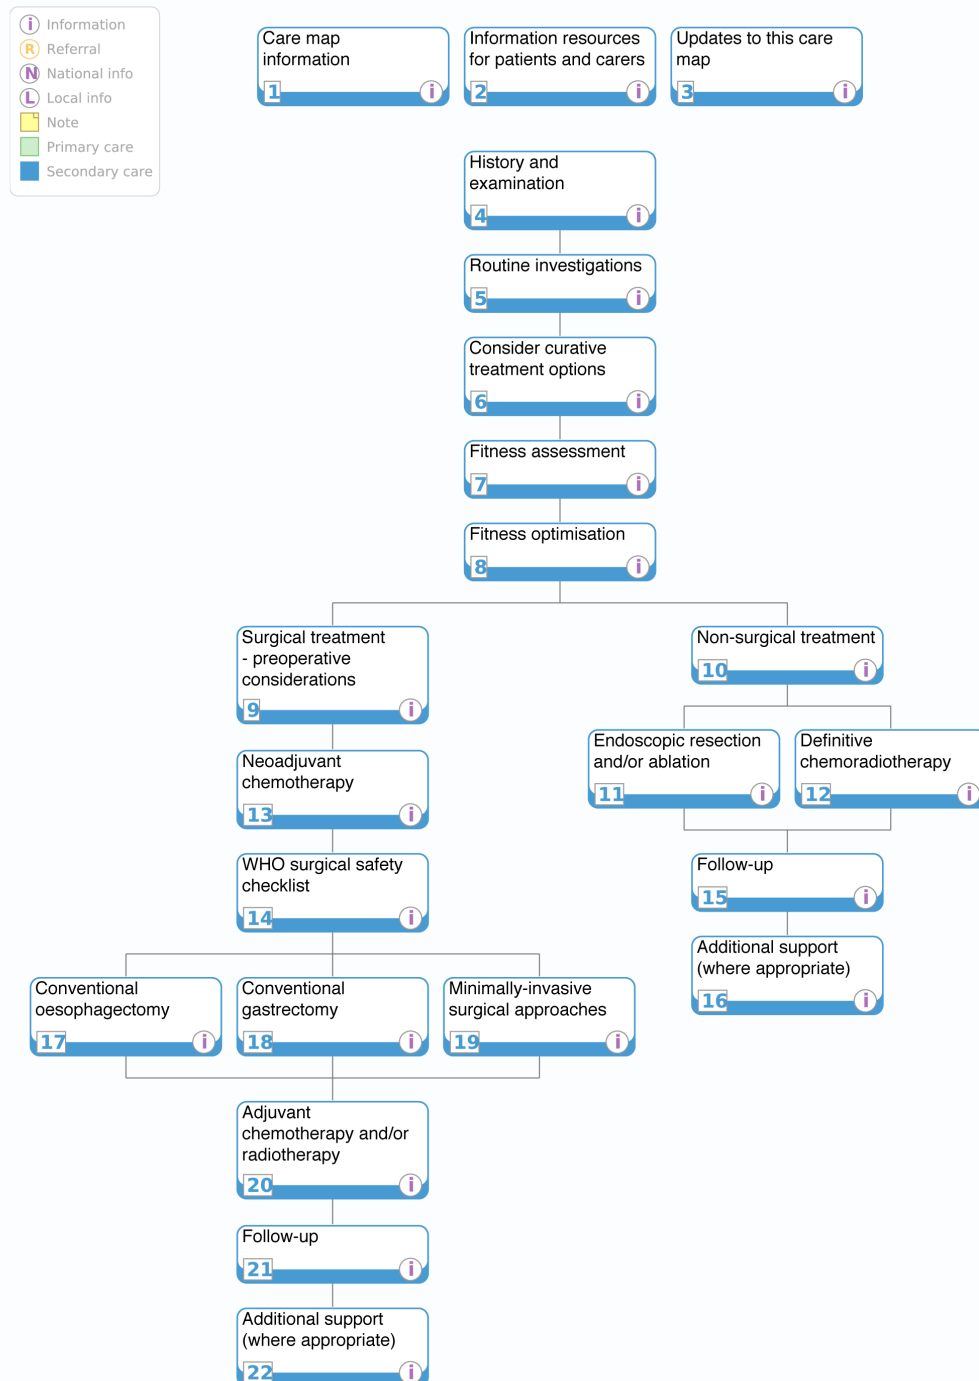 i Information
R Referral
N National info
L Local info
Note
Primary care
Secondary care
Care map
information
1 i
Information resources
for patients and carers
2 i
Updates to this care
map
3 i
History and
examination
4 i
Routine investigations
5 i
Consider curative
treatment options
6 i
Fitness assessment
7 i
Fitness optimisation
8 i
Surgical treatment
- preoperative
considerations
9 i
Non-surgical treatment
10 i
Endoscopic resection
and/or ablation
11 i
Definitive
chemoradiotherapy
12 i
Neoadjuvant
chemotherapy
13 i
WHO surgical safety
checklist
14 i
Follow-up
15 i
Additional support
(where appropriate)
16 i
Conventional
oesophagectomy
17 i
Conventional
gastrectomy
18 i
Minimally-invasive
surgical approaches
19 i
Adjuvant
chemotherapy and/or
radiotherapy
20 i
Follow-up
21 i
Additional support
(where appropriate)
22 i